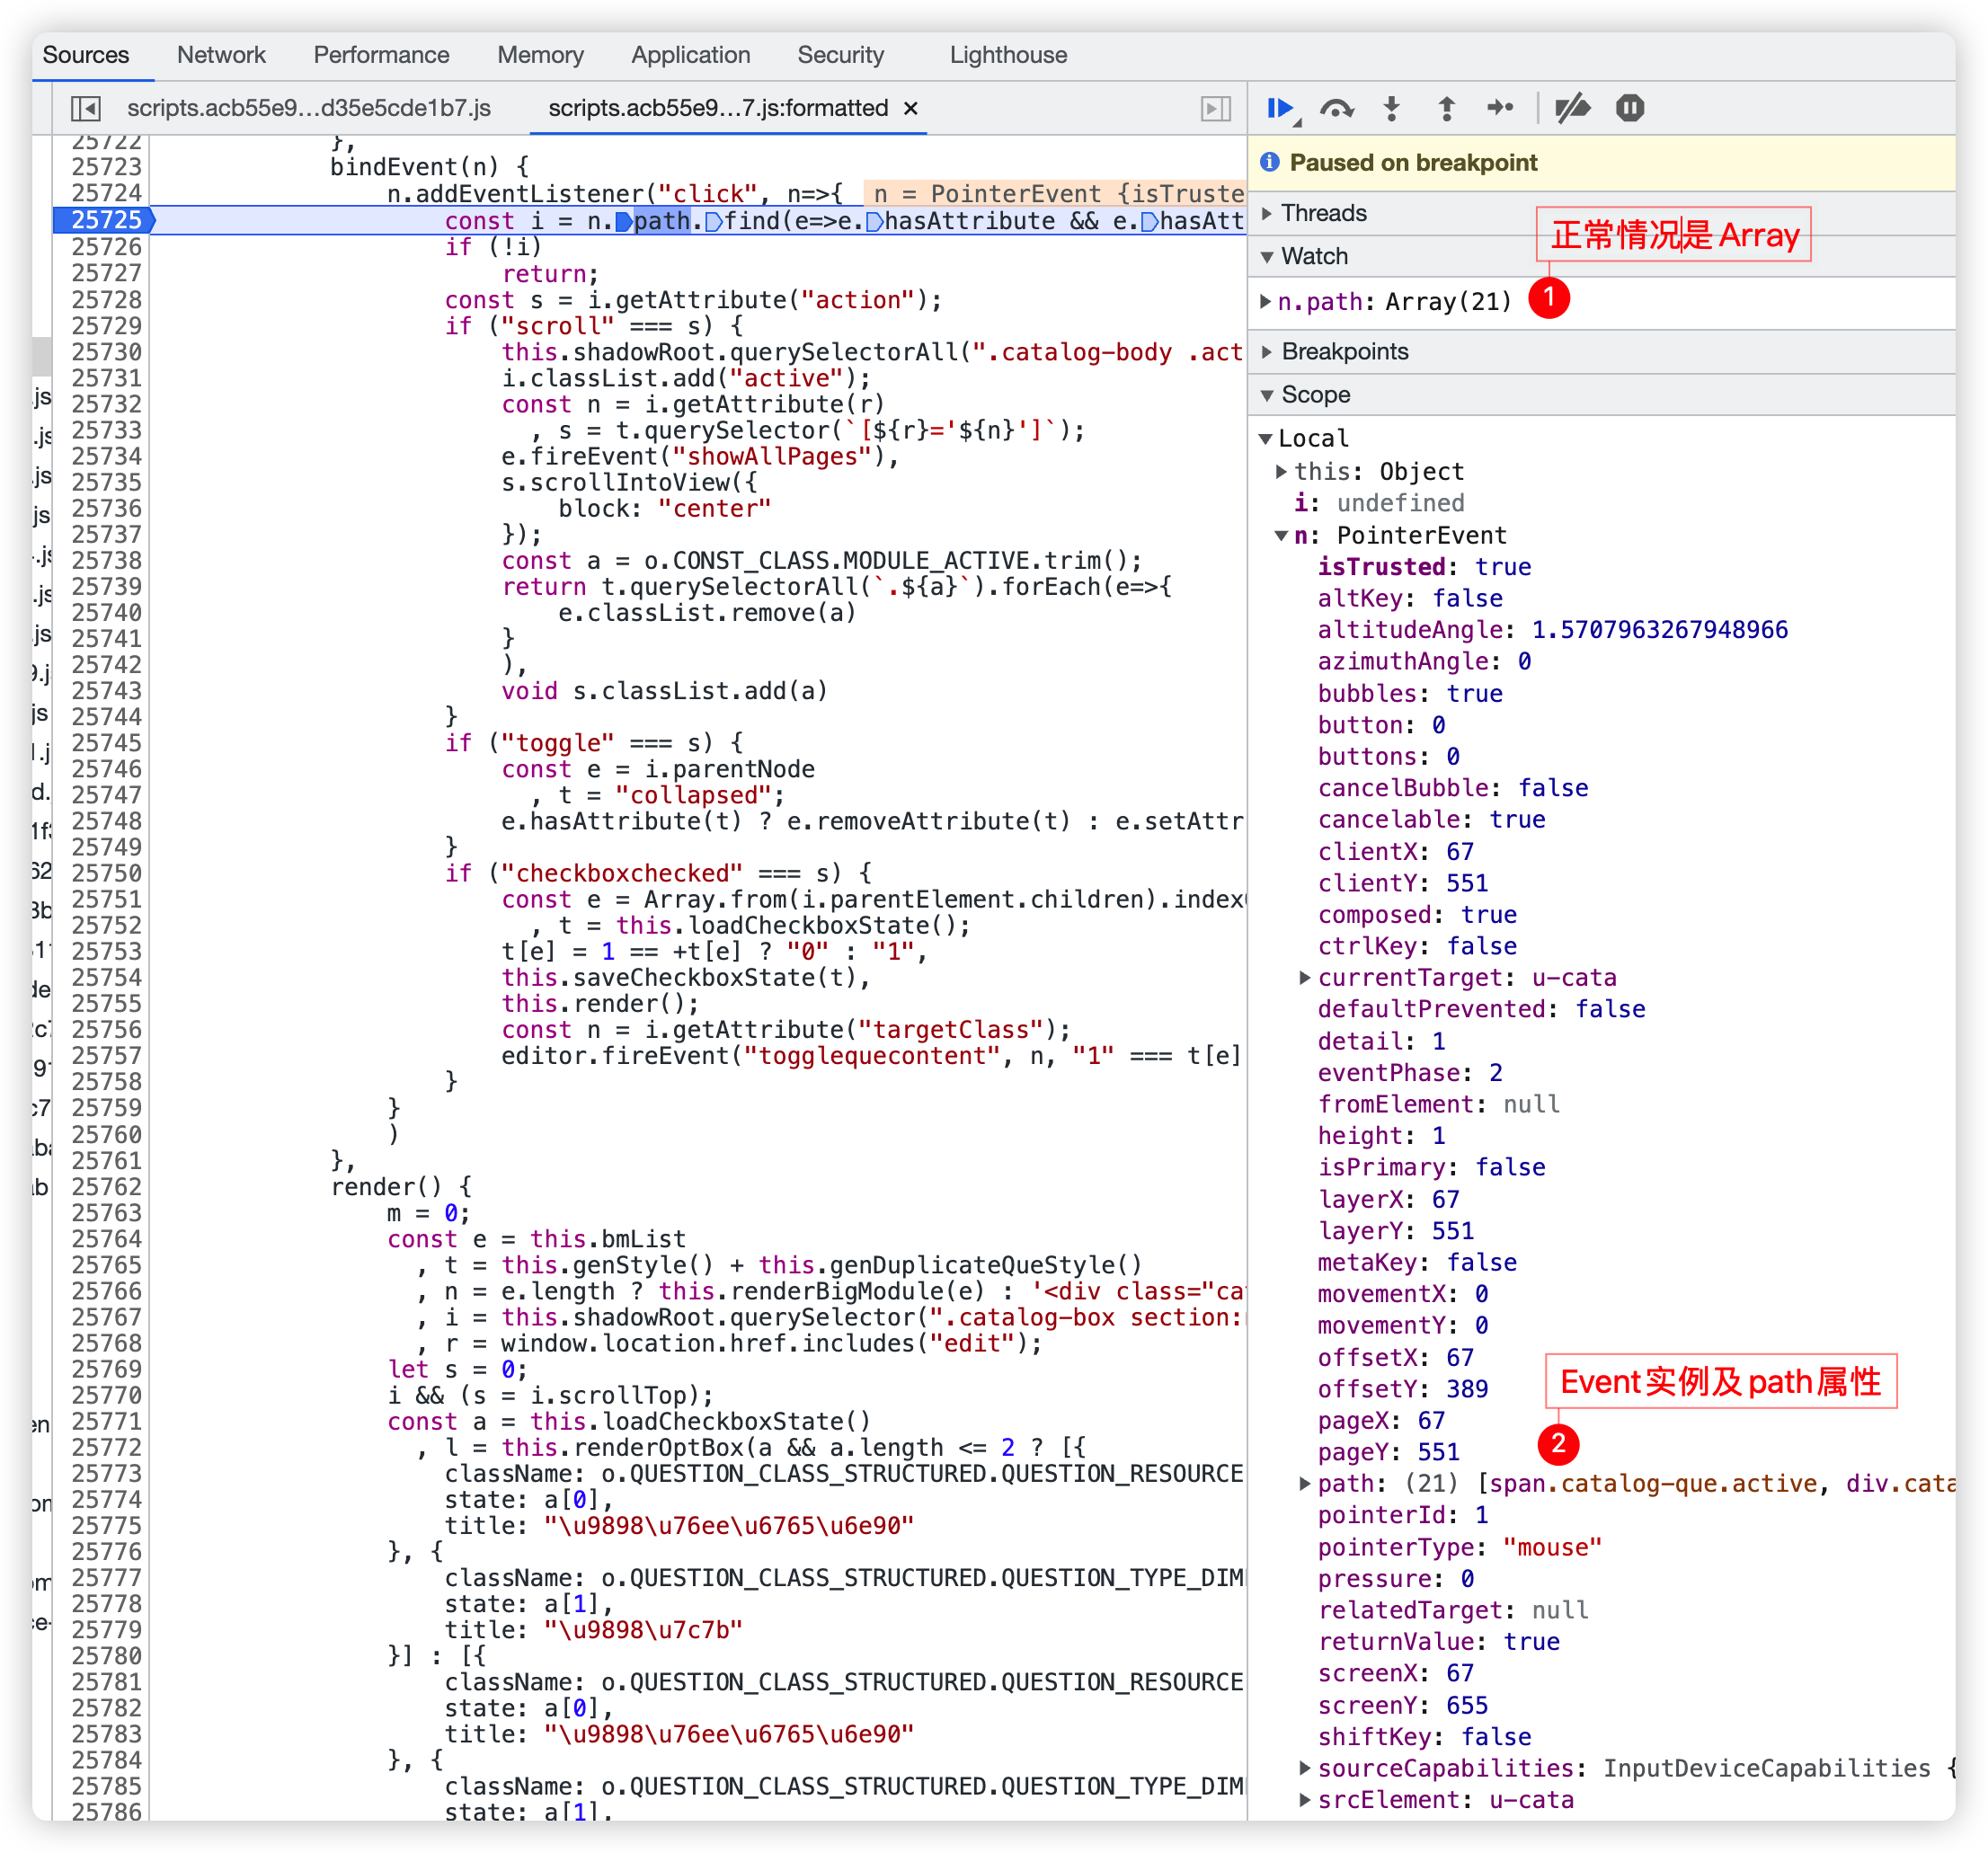 Sources Network Performance Memory Application Security Lighthouse
scripts.acb55e9...d35e5cde1b7.js scripts.acb55e9...7.js:formatted ×
25722 },
25723 bindEvent(n) {
25724 n.addEventListener("click", n=>{ n = PointerEvent {isTruste
25725 const i = n.path.find(e=>e.hasAttribute && e.hasAtt
25726 if (!i)
25727 return;
25728 const s = i.getAttribute("action");
25729 if ("scroll" === s) {
25730 this.shadowRoot.querySelectorAll(".catalog-body .act
25731 i.classList.add("active");
25732 const n = i.getAttribute(r)
25733 , s = t.querySelector(`[${r}='${n}']`);
25734 e.fireEvent("showAllPages"),
25735 s.scrollIntoView({
25736 block: "center"
25737 });
25738 const a = o.CONST_CLASS.MODULE_ACTIVE.trim();
25739 return t.querySelectorAll(`.${a}`).forEach(e=>{
25740 e.classList.remove(a)
25741 }
25742 ),
25743 void s.classList.add(a)
25744 }
25745 if ("toggle" === s) {
25746 const e = i.parentNode
25747 , t = "collapsed";
25748 e.hasAttribute(t) ? e.removeAttribute(t) : e.setAttr
25749 }
25750 if ("checkboxchecked" === s) {
25751 const e = Array.from(i.parentElement.children).index
25752 , t = this.loadCheckboxState();
25753 t[e] = 1 == +t[e] ? "0" : "1",
25754 this.saveCheckboxState(t),
25755 this.render();
25756 const n = i.getAttribute("targetClass");
25757 editor.fireEvent("togglequecontent", n, "1" === t[e]
25758 }
25759 }
25760 )
25761 },
25762 render() {
25763 m = 0;
25764 const e = this.bmList
25765 , t = this.genStyle() + this.genDuplicateQueStyle()
25766 , n = e.length ? this.renderBigModule(e) : '<div class="cat
25767 , i = this.shadowRoot.querySelector(".catalog-box section:
25768 , r = window.location.href.includes("edit");
25769 let s = 0;
25770 i && (s = i.scrollTop);
25771 const a = this.loadCheckboxState()
25772 , l = this.renderOptBox(a && a.length <= 2 ? [{
25773 className: o.QUESTION_CLASS_STRUCTURED.QUESTION_RESOURCE
25774 state: a[0],
25775 title: "\u9898\u76ee\u6765\u6e90"
25776 }, {
25777 className: o.QUESTION_CLASS_STRUCTURED.QUESTION_TYPE_DIM
25778 state: a[1],
25779 title: "\u9898\u7c7b"
25780 }] : [{
25781 className: o.QUESTION_CLASS_STRUCTURED.QUESTION_RESOURCE
25782 state: a[0],
25783 title: "\u9898\u76ee\u6765\u6e90"
25784 }, {
25785 className: o.QUESTION_CLASS_STRUCTURED.QUESTION_TYPE_DIM
25786 state: a[1],
Paused on breakpoint
Threads
正常情况是Array
Watch
n.path: Array(21)
1
Breakpoints
Scope
Local
this: Object
i: undefined
n: PointerEvent
isTrusted: true
altKey: false
altitudeAngle: 1.5707963267948966
azimuthAngle: 0
bubbles: true
button: 0
buttons: 0
cancelBubble: false
cancelable: true
clientX: 67
clientY: 551
composed: true
ctrlKey: false
currentTarget: u-cata
defaultPrevented: false
detail: 1
eventPhase: 2
fromElement: null
height: 1
isPrimary: false
layerX: 67
layerY: 551
metaKey: false
movementX: 0
movementY: 0
offsetX: 67
offsetY: 389
Event实例及path属性
pageX: 67
pageY: 551
2
path: (21) [span.catalog-que.active, div.cata
pointerId: 1
pointerType: "mouse"
pressure: 0
relatedTarget: null
returnValue: true
screenX: 67
screenY: 655
shiftKey: false
sourceCapabilities: InputDeviceCapabilities {
srcElement: u-cata